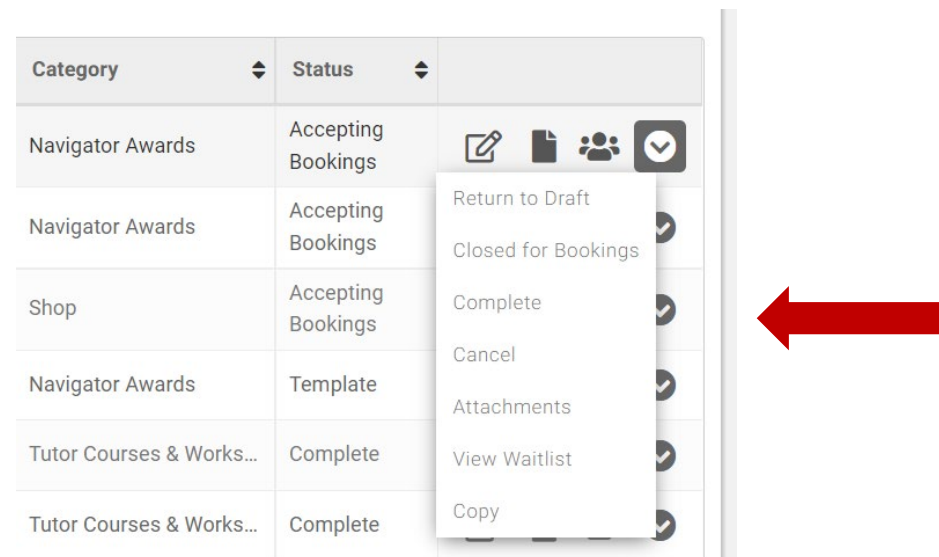 Category Status
Navigator Awards Accepting
Bookings
Return to Draft
Navigator Awards Accepting
Bookings
Closed for Bookings
Shop Accepting
Bookings
Complete
Cancel
Navigator Awards Template
Attachments
Tutor Courses & Works... Complete
View Waitlist
Tutor Courses & Works... Complete
Copy